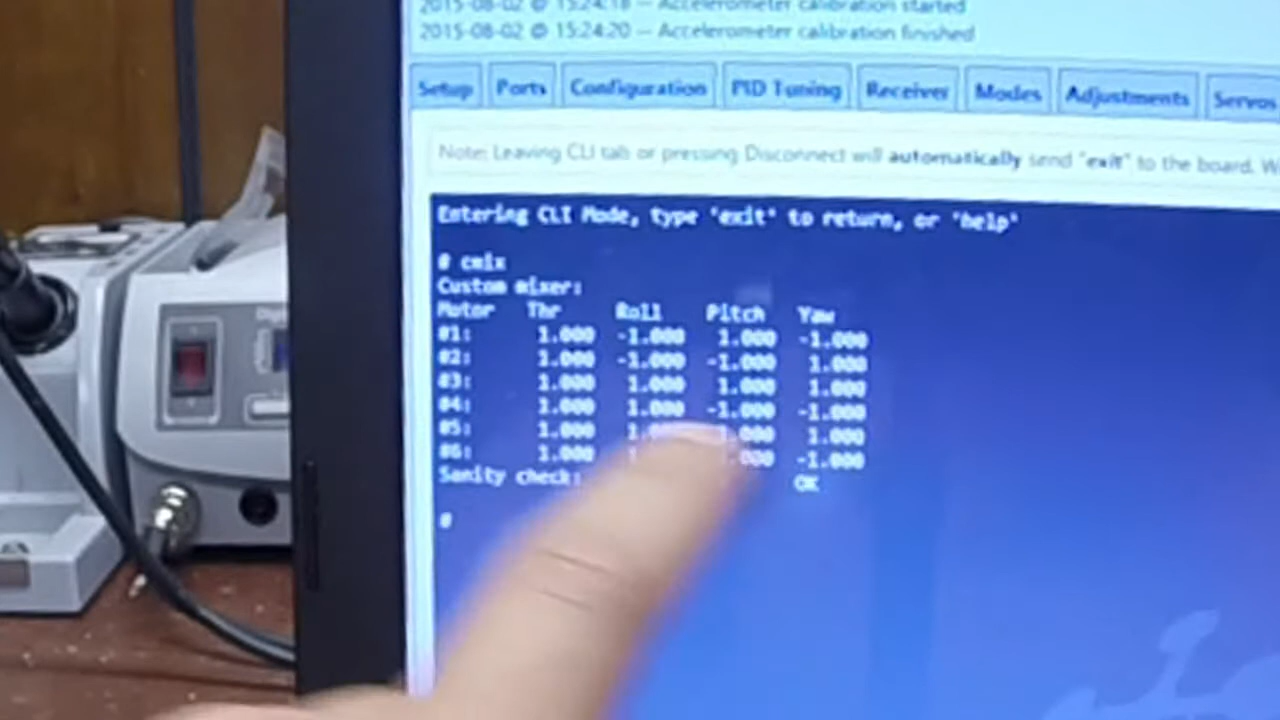 2015-08-02 @ 15:24:18 -- Accelerometer calibration started
2015-08-02 @ 15:24:20 -- Accelerometer calibration finished
Setup Ports Configuration PID Tuning Receiver Modes Adjustments Servos
Note: Leaving CLI tab or pressing Disconnect will automatically send "exit" to the board.
Entering CLI Mode, type 'exit' to return, or 'help'
# cmix
Custom mixer:
Motor Thr Roll Pitch Yaw
#1: 1.000 -1.000 1.000 -1.000
#2: 1.000 -1.000 -1.000 1.000
#3: 1.000 1.000 1.000 1.000
#4: 1.000 1.000 -1.000 -1.000
#5: 1.000 1.000
#6: 1.000 -1.000
Sanity check: OK
#